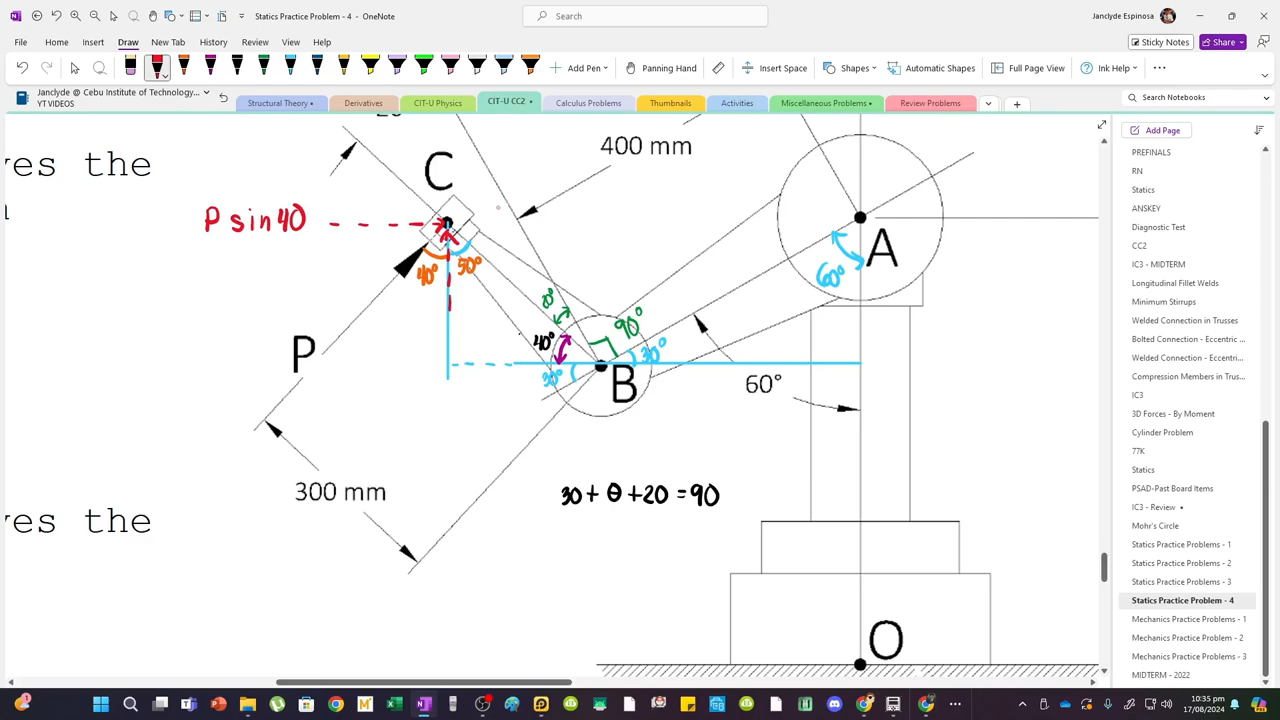 Statics Practice Problem - 4 - OneNote
Search
Janclyde Espinosa
File
Home
Insert
Draw
New Tab
History
Review
View
Help
Sticky Notes
Share
Add Pen
Panning Hand
Insert Space
Shapes
Automatic Shapes
Full Page View
Ink Help
Janclyde @ Cebu Institute of Technology...
YT VIDEOS
Structural Theory
Derivatives
CIT-U Physics
CIT-U CC2
Calculus Problems
Thumbnails
Activities
Miscellaneous Problems
Review Problems
Search Notebooks
Add Page
PREFINALS
RN
Statics
ANSKEY
Diagnostic Test
CC2
IC3 - MIDTERM
Longitudinal Fillet Welds
Minimum Stirrups
Welded Connection in Trusses
Bolted Connection - Eccentric ...
Welded Connection - Eccentri...
Compression Members in Trus...
IC3
3D Forces - By Moment
Cylinder Problem
77K
Statics
PSAD-Past Board Items
IC3 - Review
Mohr's Circle
Statics Practice Problems - 1
Statics Practice Problems - 2
Statics Practice Problems - 3
Statics Practice Problem - 4
Mechanics Practice Problems - 1
Mechanics Practice Problem - 2
Mechanics Practice Problem - 3
MIDTERM - 2022
ves the
400 mm
C
P sin 40
40°
50°
A
60°
20°
90°
40°
30°
30°
B
P
60°
300 mm
30 + θ + 20 = 90
ves the
O
10:35 pm
17/08/2024